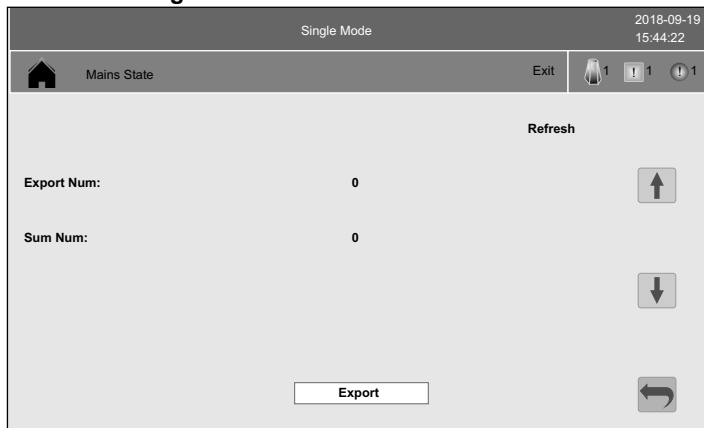 Single Mode
2018-09-19
15:44:22
Mains State
Exit
1
! 1
! 1
Refresh
Export Num: 0
Sum Num: 0
Export